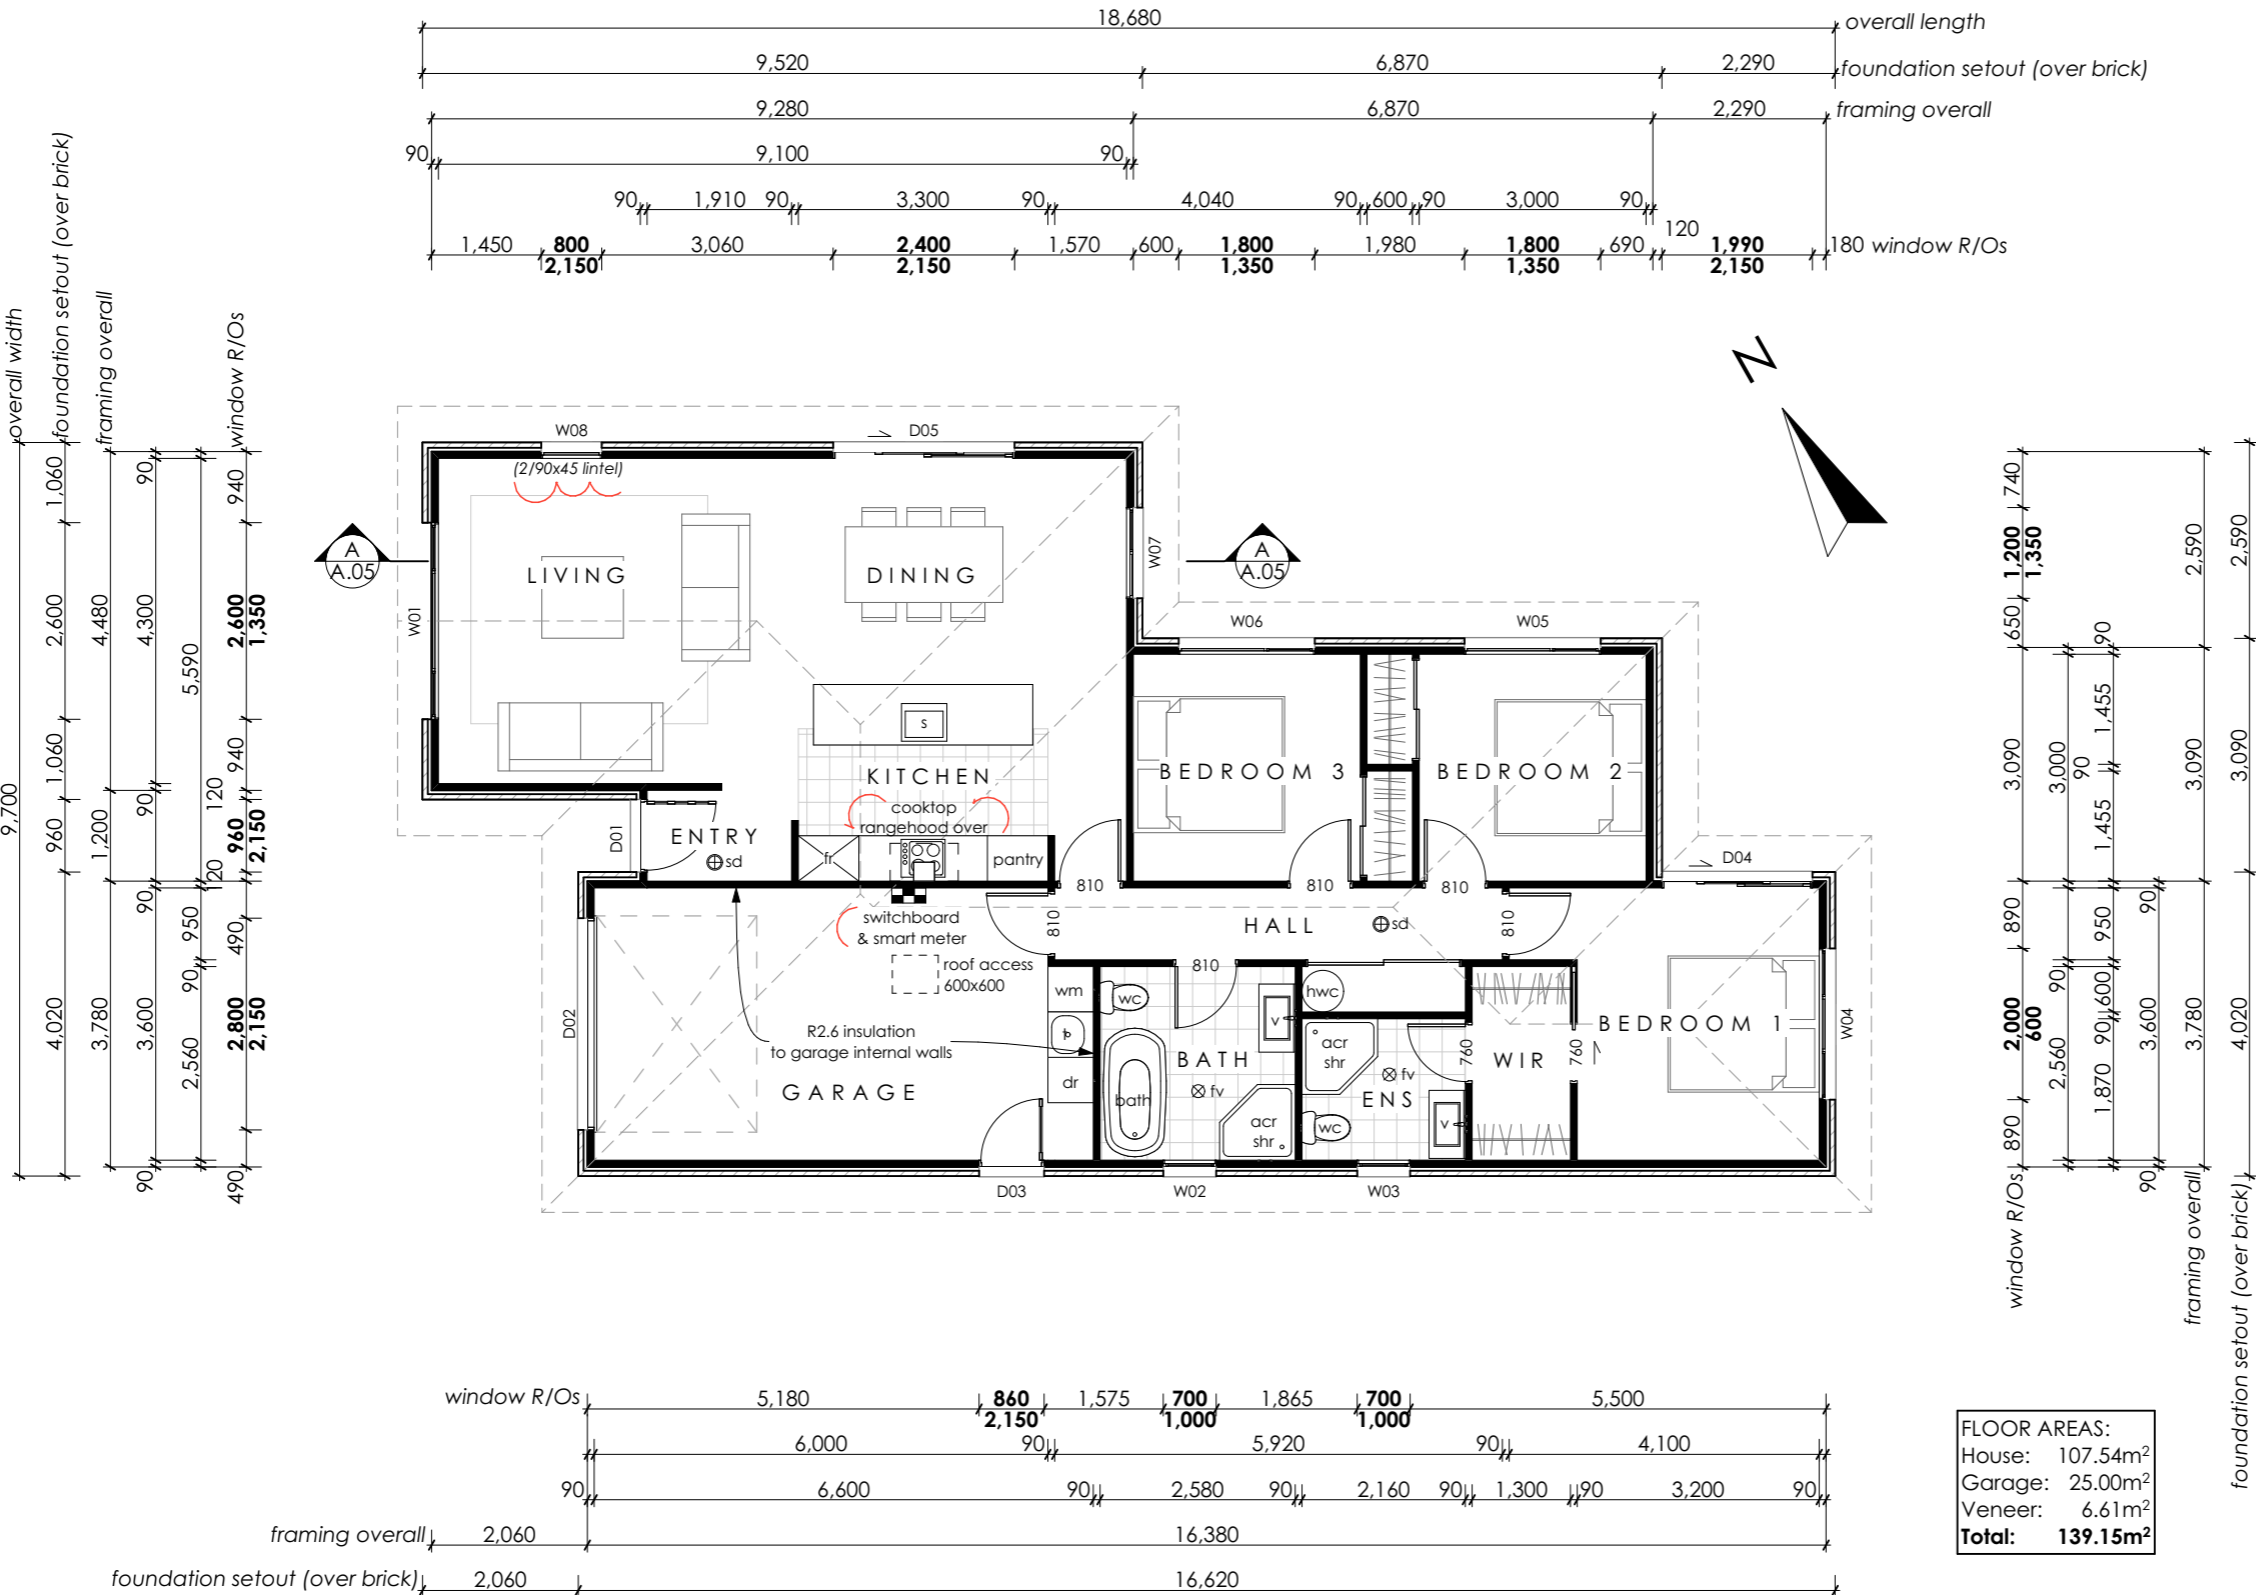 18,680 overall length
9,520 6,870 2,290 foundation setout (over brick)
9,280 6,870 2,290 framing overall
90 9,100 90
90 1,910 90 3,300 90 4,040 90 600 90 3,000 90
1,450 800 3,060 2,400 1,570 600 1,800 1,980 1,800 690 120 1,990 180 window R/Os
2,150 2,150 1,350 1,350 2,150
overall width
9,700
foundation setout (over brick)
1,060 2,600 1,060 960 4,020
framing overall
4,480 1,200 3,780
90 4,300 90 90 3,600 90
5,590 950 90 2,560
window R/Os
940 2,600 940 120 960 120 490 2,800 490
1,350 2,150 2,150
N
W08
D05
(2/90x45 lintel)
A
A.05
A
A.05
W01
W07
LIVING
DINING
W06
W05
s
KITCHEN
cooktop
rangehood over
BEDROOM 3
BEDROOM 2
D01
ENTRY
sd
fr
pantry
D04
810
810
810
810
810
810
switchboard
& smart meter
HALL
sd
roof access
600x600
wm
wc
hwc
v
D02
R2.6 insulation
to garage internal walls
tp
BATH
acr
shr
760
WIR
760
BEDROOM 1
W04
GARAGE
dr
bath
fv
fv
ENS
acr
shr
wc
v
D03
W02
W03
740 1,200 650 890 2,000 890
1,350 600
window R/Os
3,090 3,000 90 2,560
90 1,455 90 1,455 950 600 90 1,870
90 3,600 90
2,590 3,090 3,780
framing overall
2,590 3,090 4,020
foundation setout (over brick)
window R/Os 5,180 860 1,575 700 1,865 700 5,500
2,150 1,000 1,000
6,000 90 5,920 90 4,100
90 6,600 90 2,580 90 2,160 90 1,300 90 3,200 90
framing overall 2,060 16,380
foundation setout (over brick) 2,060 16,620
FLOOR AREAS:
House: 107.54m²
Garage: 25.00m²
Veneer: 6.61m²
Total: 139.15m²